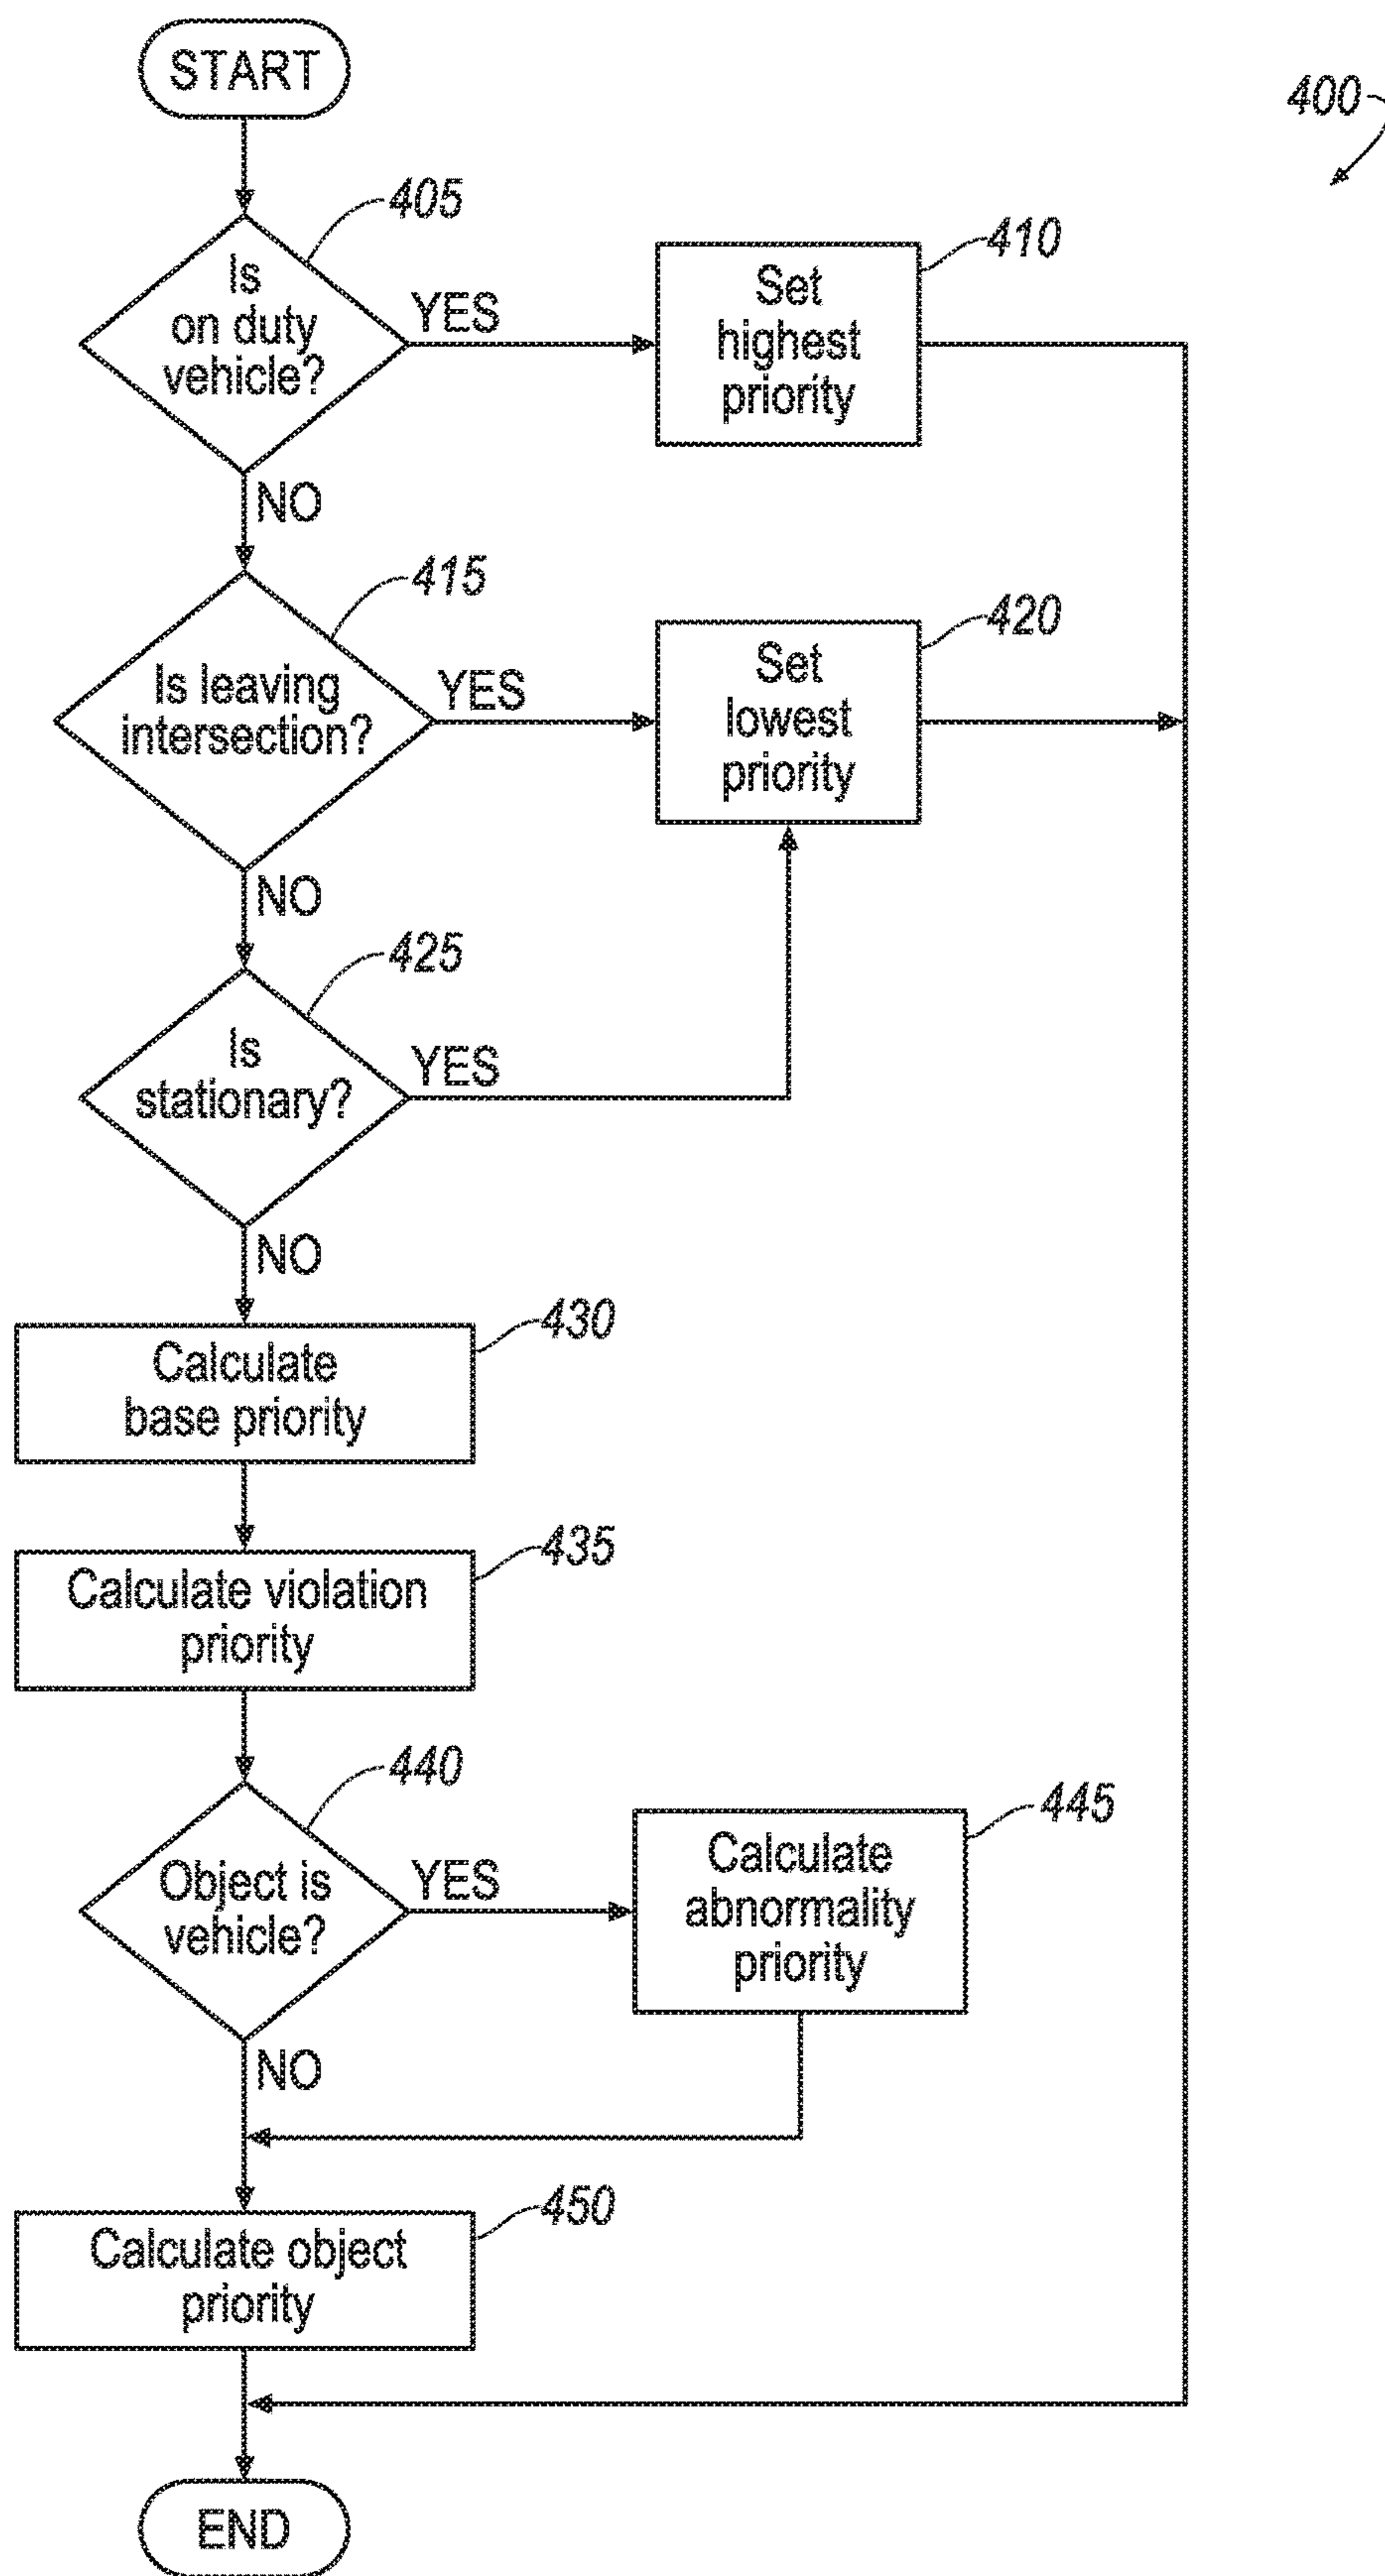 START
400
405
Is
on duty
vehicle?
YES
410
Set
highest
priority
NO
415
Is leaving
intersection?
YES
420
Set
lowest
priority
NO
425
Is
stationary?
YES
NO
430
Calculate
base priority
435
Calculate violation
priority
440
Object is
vehicle?
YES
445
Calculate
abnormality
priority
NO
450
Calculate object
priority
END